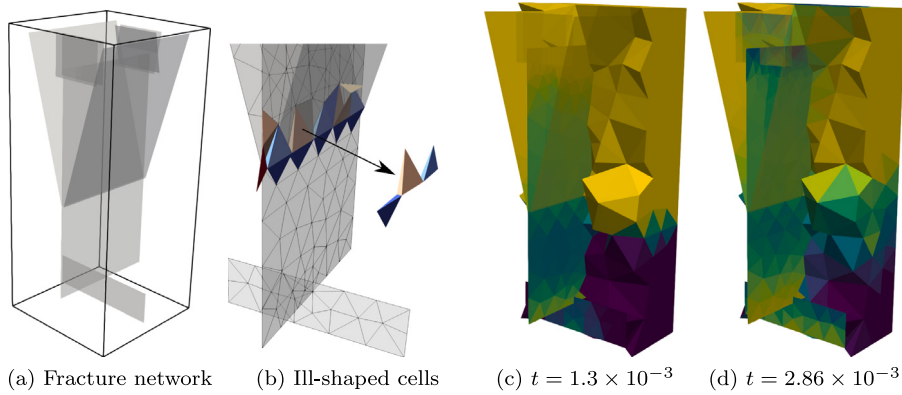 (a) Fracture network (b) Ill-shaped cells (c) t = 1.3 × 10⁻³ (d) t = 2.86 × 10⁻³